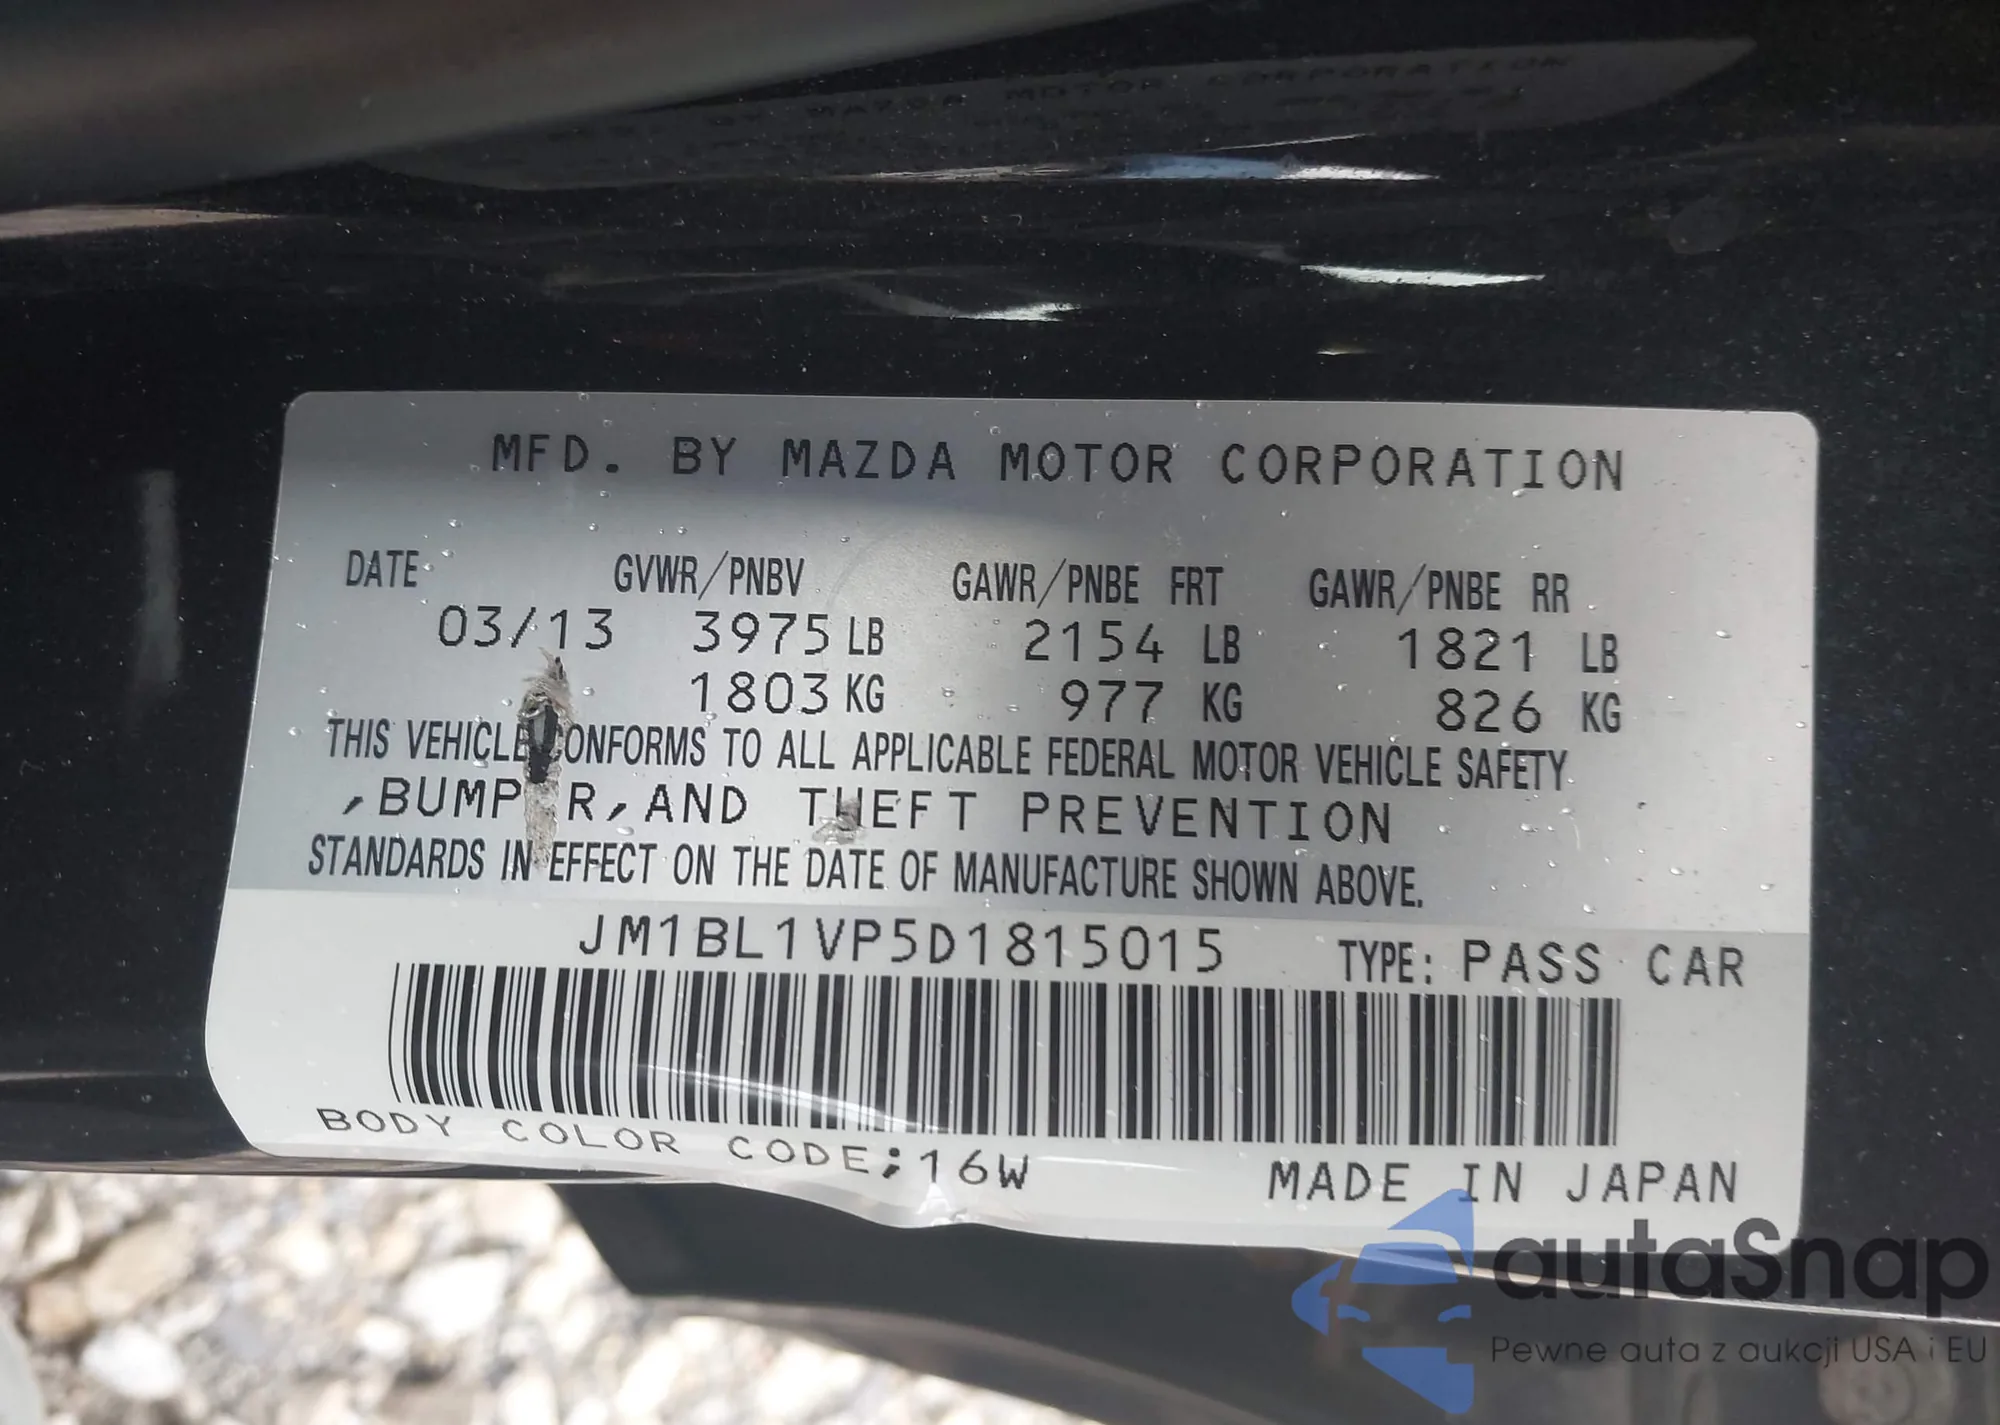 MFD. BY MAZDA MOTOR CORPORATION
DATE GVWR/PNBV GAWR/PNBE FRT GAWR/PNBE RR
03/13 3975 LB 2154 LB 1821 LB
1803 KG 977 KG 826 KG
THIS VEHICLE CONFORMS TO ALL APPLICABLE FEDERAL MOTOR VEHICLE SAFETY
,BUMPER,AND THEFT PREVENTION
STANDARDS IN EFFECT ON THE DATE OF MANUFACTURE SHOWN ABOVE.
JM1BL1VP5D1815015 TYPE: PASS CAR
BODY COLOR CODE;16W
MADE IN JAPAN
autaSnap
Pewne auta z aukcji USA i EU